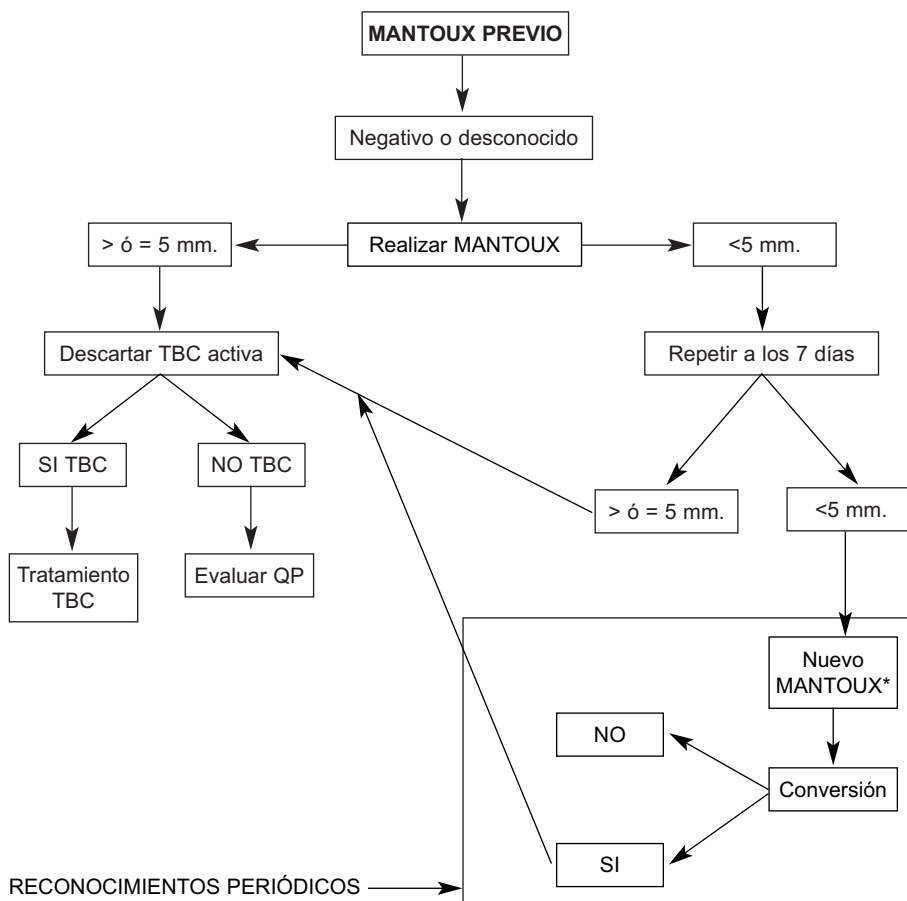 MANTOUX PREVIO
Negativo o desconocido
> ó = 5 mm.
Realizar MANTOUX
<5 mm.
Descartar TBC activa
Repetir a los 7 días
SI TBC
NO TBC
> ó = 5 mm.
<5 mm.
Tratamiento
TBC
Evaluar QP
Nuevo
MANTOUX*
NO
Conversión
SI
RECONOCIMIENTOS PERIÓDICOS